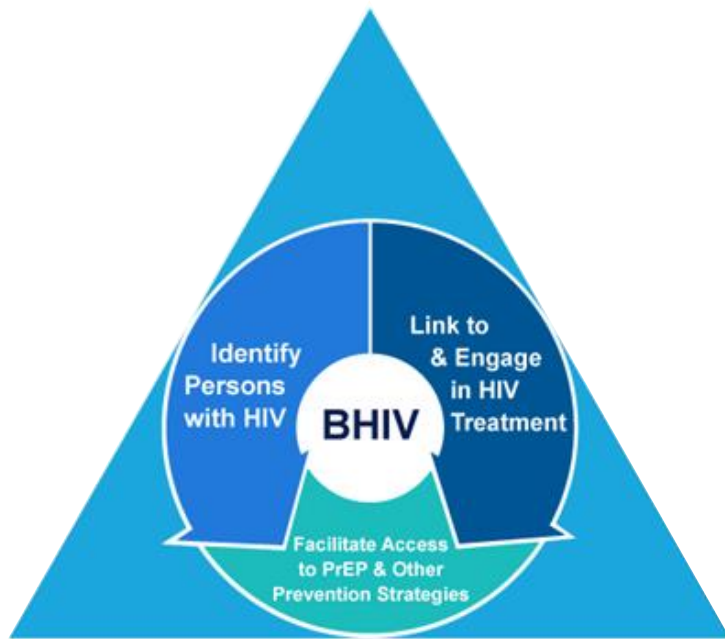 Identify
Persons
with HIV
Link to
& Engage
in HIV
Treatment
BHIV
Facilitate Access
to PrEP & Other
Prevention Strategies